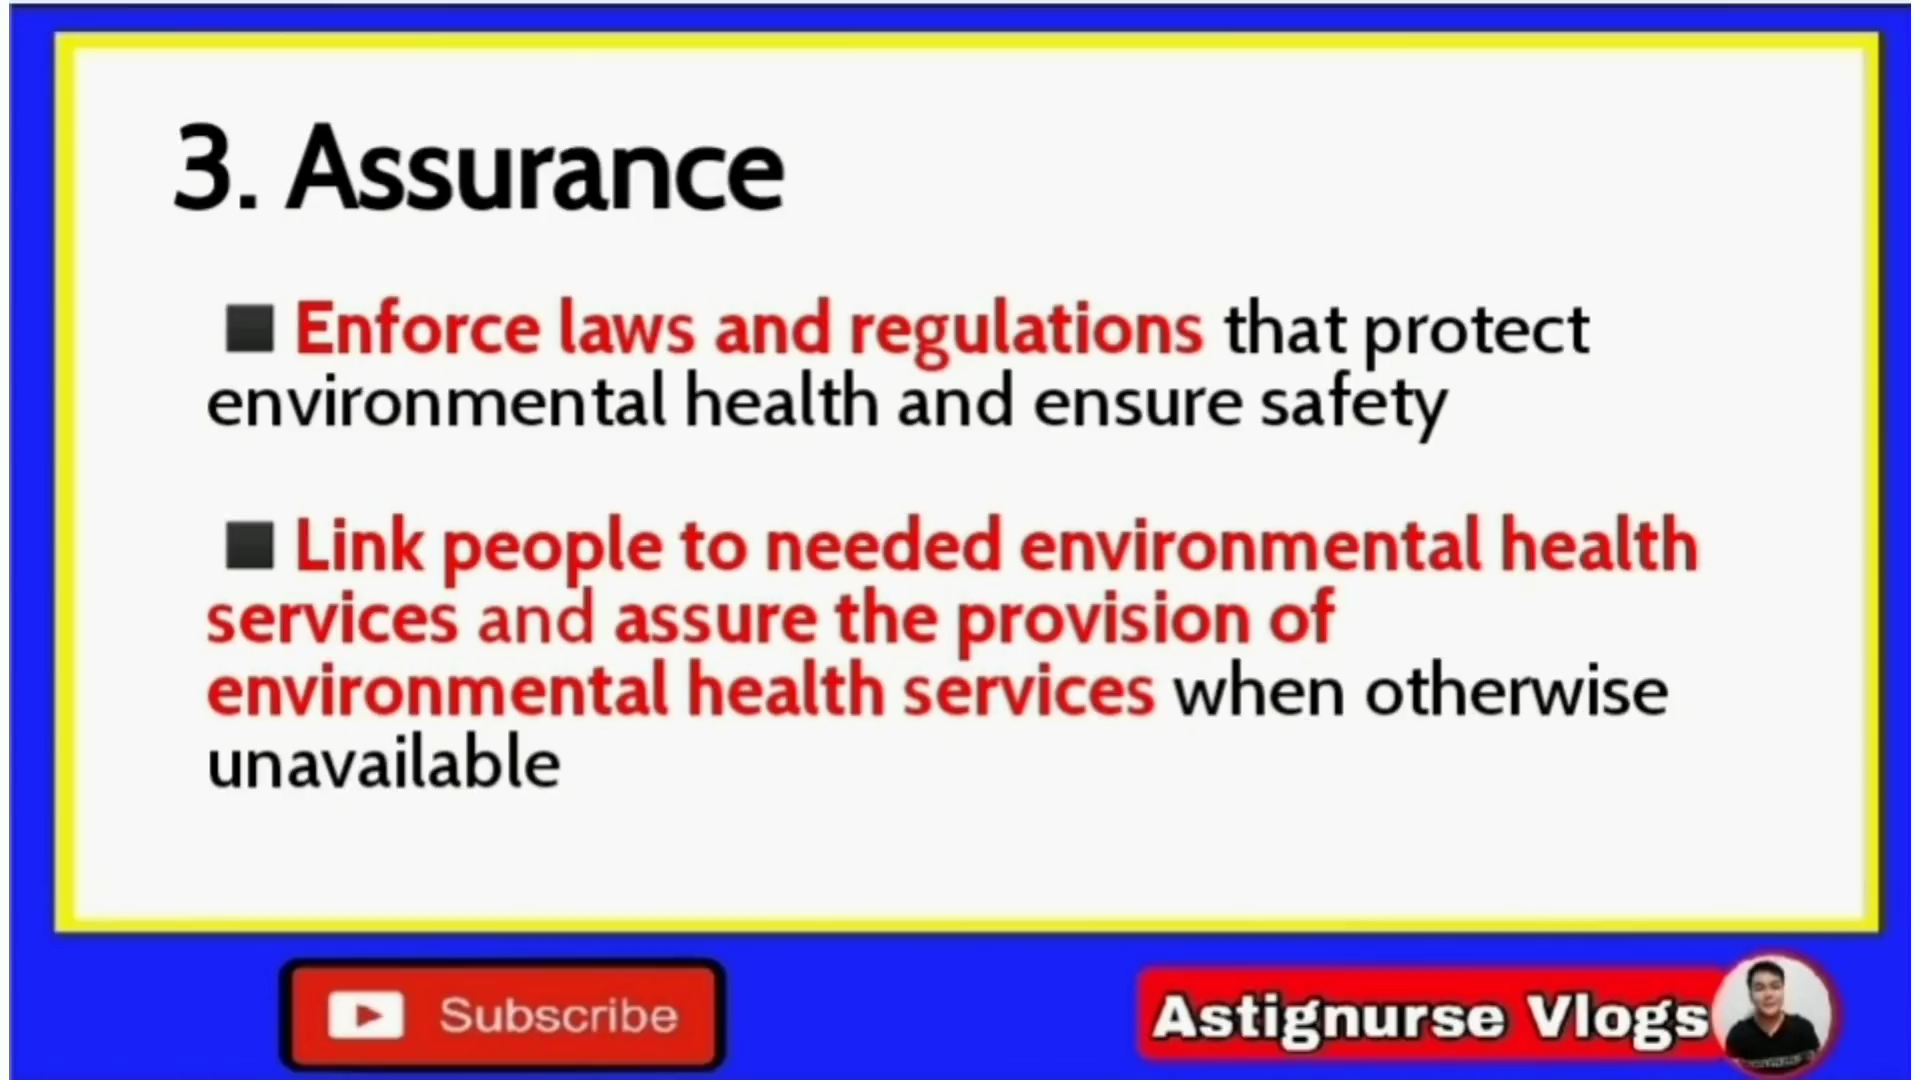 3. Assurance
◼ Enforce laws and regulations that protect
environmental health and ensure safety
◼ Link people to needed environmental health
services and assure the provision of
environmental health services when otherwise
unavailable
Subscribe
Astignurse Vlogs